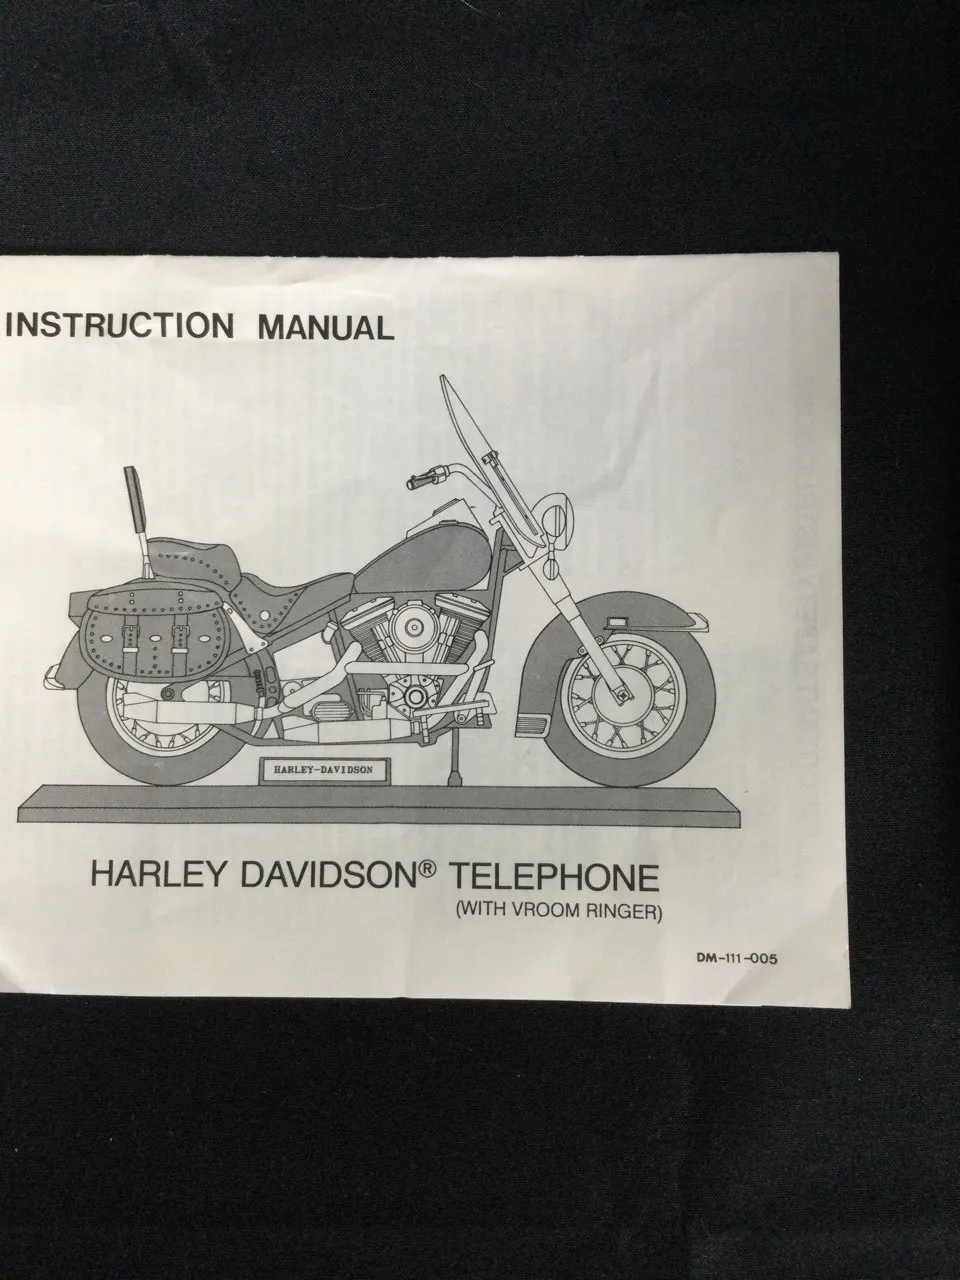 INSTRUCTION MANUAL
HARLEY-DAVIDSON
HARLEY DAVIDSON® TELEPHONE
(WITH VROOM RINGER)
DM-111-005